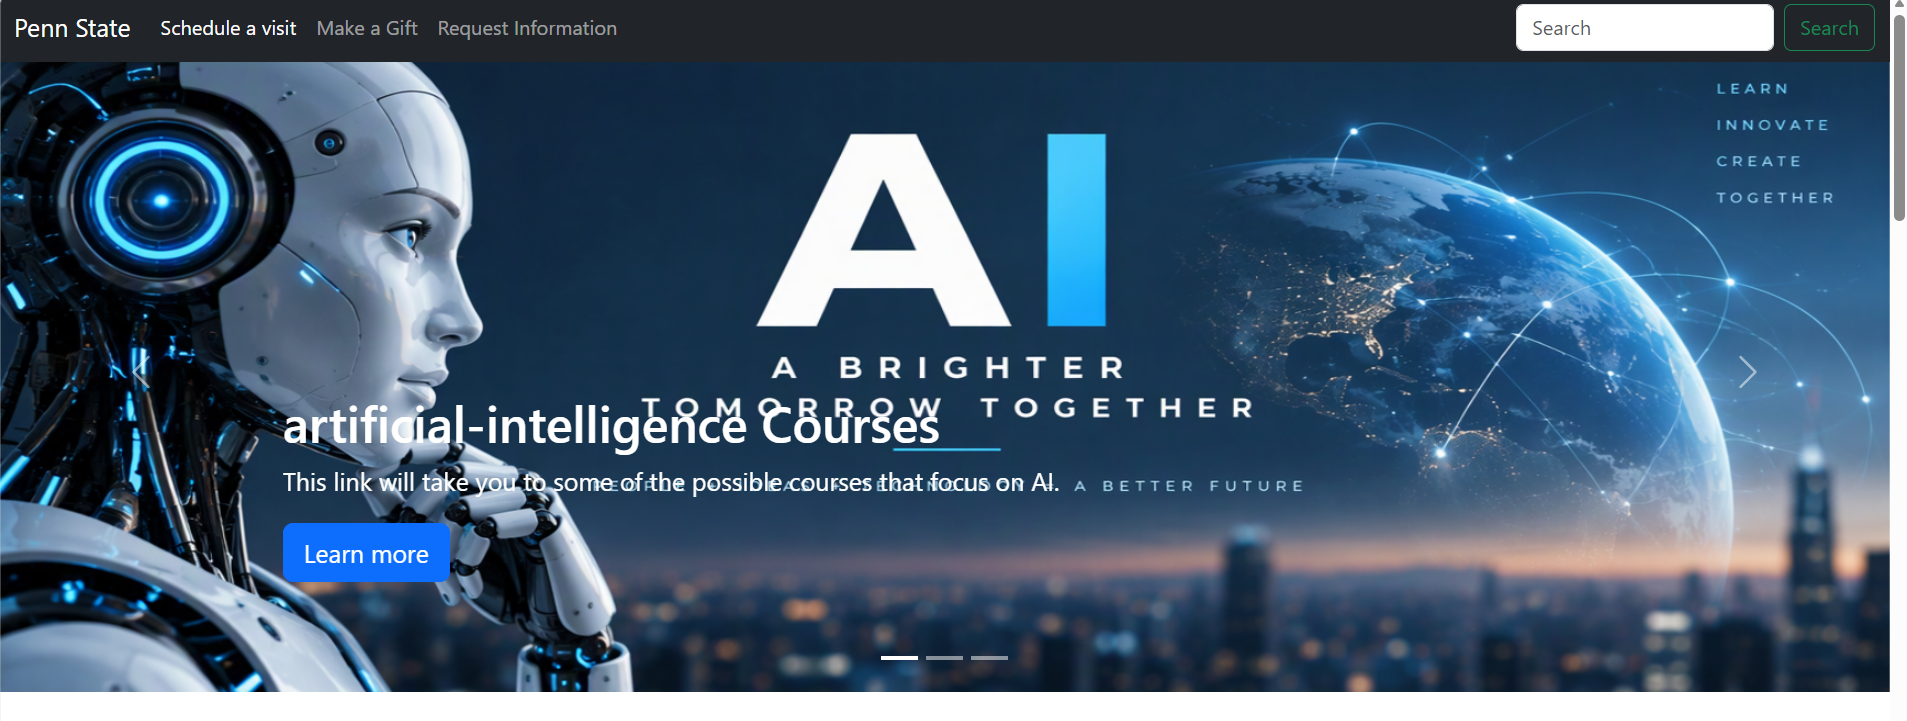 Penn State Schedule a visit Make a Gift Request Information Search Search
LEARN
INNOVATE
CREATE
TOGETHER
AI
A BRIGHTER
TOMORROW TOGETHER
artificial-intelligence Courses
This link will take you to some of the possible courses that focus on AI.
A BETTER FUTURE
Learn more